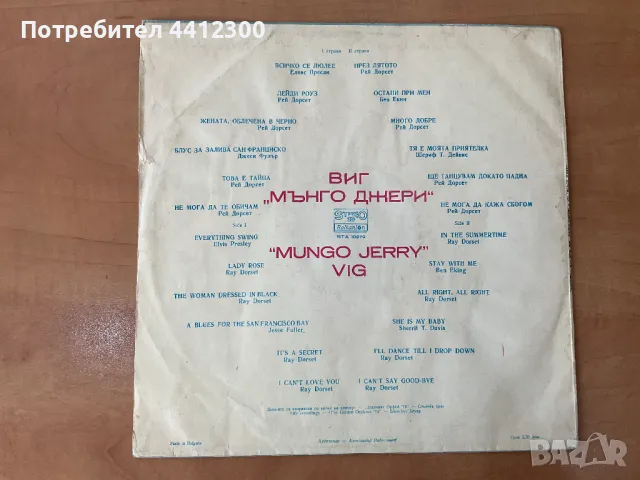 Потребител 4412300
I страна II страна
ВСИЧКО СЕ ЛЮЛЕЕ
Елвис Пресли
ПРЕЗ ЛЯТОТО
Рей Дорсет
ЛЕЙДИ РОУЗ
Рей Дорсет
ОСТАНИ ПРИ МЕН
Бен Екинг
ЖЕНАТА, ОБЛЕЧЕНА В ЧЕРНО
Рей Дорсет
МНОГО ДОБРЕ
Рей Дорсет
БЛУС ЗА ЗАЛИВА САН ФРАНЦИСКО
Джеси Фулър
ТЯ Е МОЯТА ПРИЯТЕЛКА
Шериф Т. Дейвис
ТОВА Е ТАЙНА
Рей Дорсет
ЩЕ ТАНЦУВАМ ДОКАТО ПАДНА
Рей Дорсет
НЕ МОГА ДА ТЕ ОБИЧАМ
Рей Дорсет
НЕ МОГА ДА КАЖА СБОГОМ
Рей Дорсет
ВИГ
„МЪНГО ДЖЕРИ“
STEREO
Balkanton
"MUNGO JERRY"
VIG
Side I
Side II
EVERYTHING SWING
Elvis Presley
IN THE SUMMERTIME
Ray Dorset
LADY ROSE
Ray Dorset
STAY WITH ME
Ben Eking
THE WOMAN DRESSED IN BLACK
Ray Dorset
ALL RIGHT, ALL RIGHT
Ray Dorset
A BLUES FOR THE SAN FRANCISCO BAY
Jesse Fuller
SHE IS MY BABY
Sherrif T. Davis
IT'S A SECRET
Ray Dorset
I'LL DANCE TILL I DROP DOWN
Ray Dorset
I CAN'T LOVE YOU
Ray Dorset
I CAN'T SAY GOOD-BYE
Ray Dorset
Made in Bulgaria
BAZAR
bg